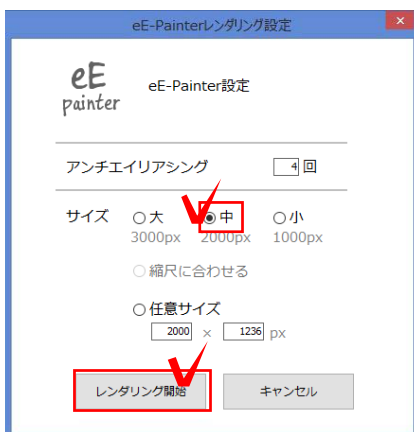 eE-Painterレンダリング設定
×
eE
painter
eE-Painter設定
アンチエイリアシング 4 回
サイズ 大 中 小
3000px 2000px 1000px
縮尺に合わせる
任意サイズ
2000 × 1236 px
レンダリング開始 キャンセル